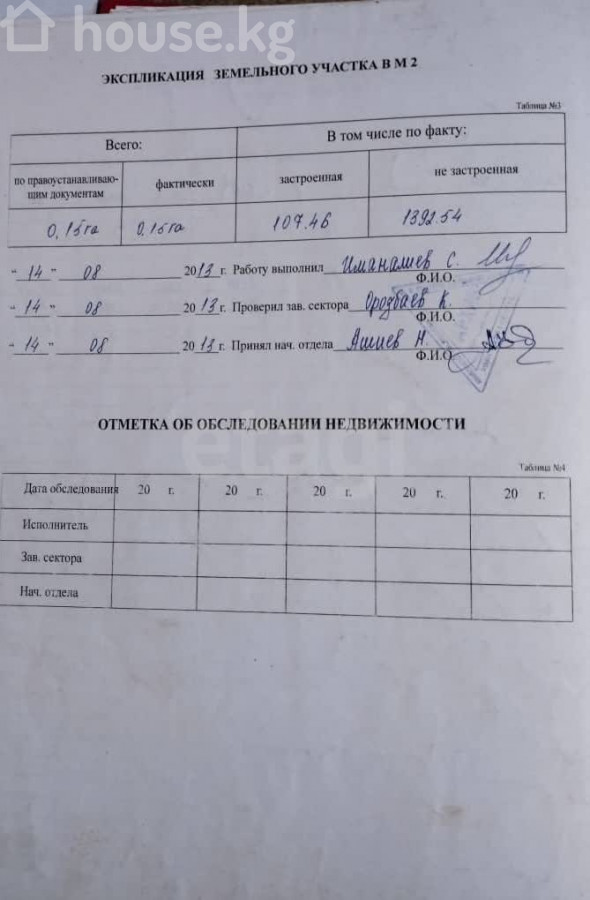 house.kg
ЭКСПЛИКАЦИЯ ЗЕМЕЛЬНОГО УЧАСТКА В М 2
Таблица №3
Всего:
В том числе по факту:
по правоустанавливаю-
щим документам
фактически
застроенная
не застроенная
0,15га
0,15га
107.46
1392.54
" 14 " 08 2013 г. Работу выполнил Иманалиев С.
Ф.И.О.
" 14 " 08 2013 г. Проверил зав. сектора Орозбаев К.
Ф.И.О.
" 14 " 08 2013 г. Принял нач. отдела Ашиев Н.
Ф.И.О.
ОТМЕТКА ОБ ОБСЛЕДОВАНИИ НЕДВИЖИМОСТИ
etagi
Таблица №4
Дата обследования 20 г. 20 г. 20 г. 20 г. 20 г.
Исполнитель
Зав. сектора
Нач. отдела